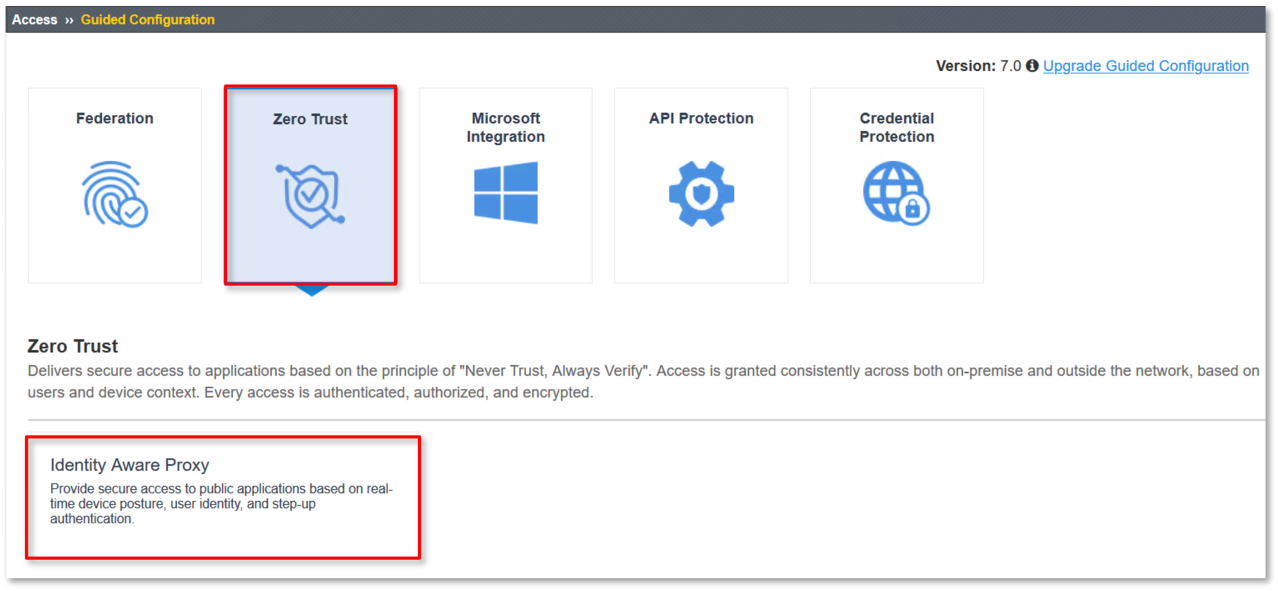 Access ›› Guided Configuration
Version: 7.0 Upgrade Guided Configuration
Federation
Zero Trust
Microsoft
Integration
API Protection
Credential
Protection
Zero Trust
Delivers secure access to applications based on the principle of "Never Trust, Always Verify". Access is granted consistently across both on-premise and outside the network, based on
users and device context. Every access is authenticated, authorized, and encrypted.
Identity Aware Proxy
Provide secure access to public applications based on real-
time device posture, user identity, and step-up
authentication.